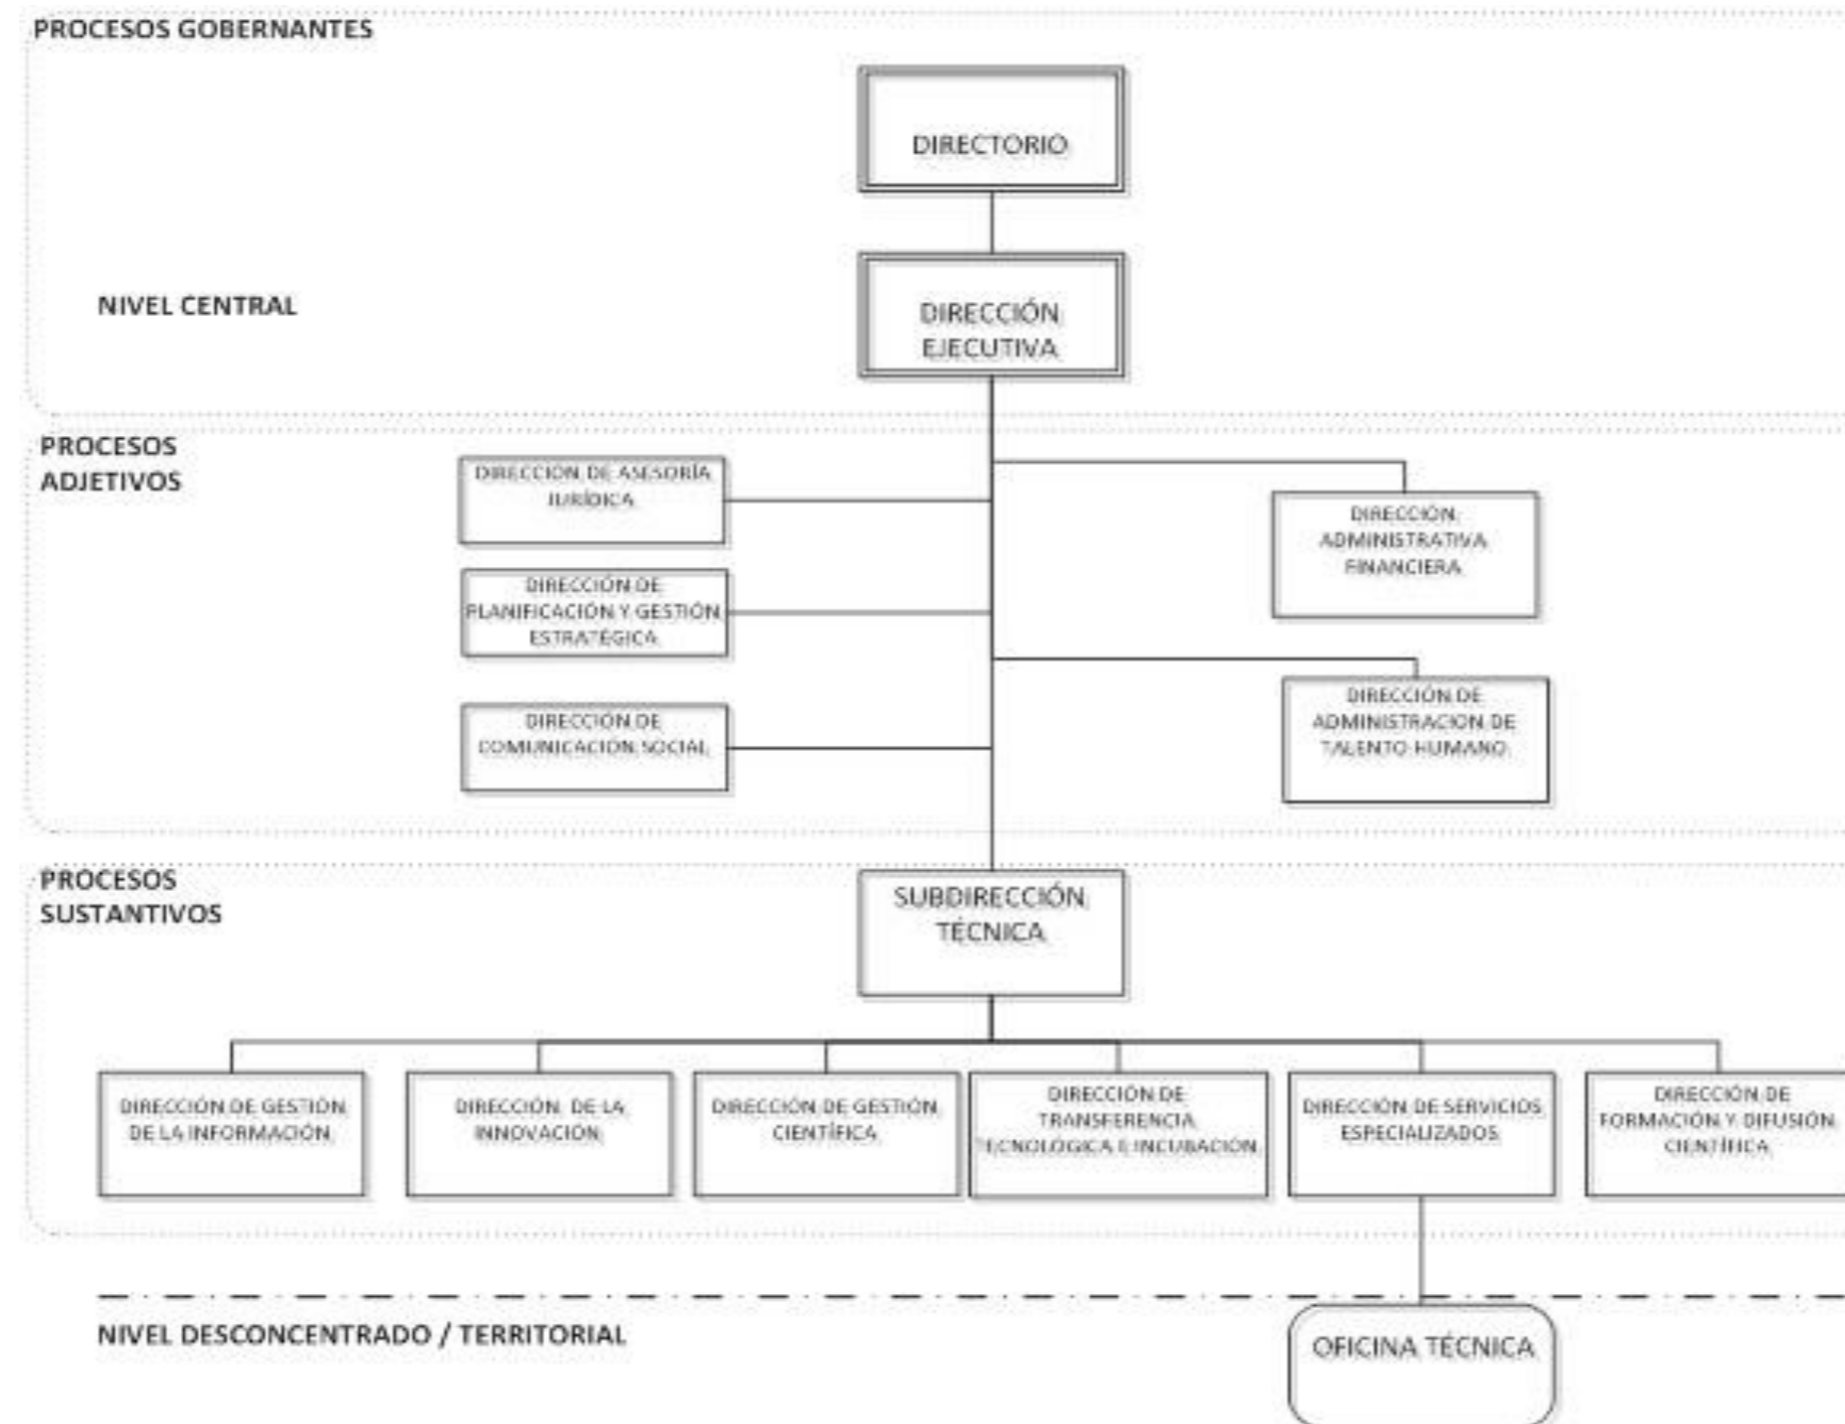 PROCESOS GOBERNANTES
DIRECTORIO
NIVEL CENTRAL
DIRECCIÓN
EJECUTIVA
PROCESOS
ADJETIVOS
DIRECCIÓN DE ASESORÍA
JURÍDICA
DIRECCIÓN
ADMINISTRATIVA
FINANCIERA
DIRECCIÓN DE
PLANIFICACIÓN Y GESTIÓN
ESTRATÉGICA
DIRECCIÓN DE
ADMINISTRACION DE
TALENTO HUMANO
DIRECCIÓN DE
COMUNICACIÓN SOCIAL
PROCESOS
SUSTANTIVOS
SUBDIRECCIÓN
TÉCNICA
DIRECCIÓN DE GESTIÓN
DE LA INFORMACIÓN
DIRECCIÓN DE LA
INNOVACIÓN
DIRECCIÓN DE GESTIÓN
CIENTÍFICA
DIRECCIÓN DE
TRANSFERENCIA
TECNOLÓGICA E INCUBACIÓN
DIRECCIÓN DE SERVICIOS
ESPECIALIZADOS
DIRECCIÓN DE
FORMACIÓN Y DIFUSIÓN
CIENTÍFICA
NIVEL DESCONCENTRADO / TERRITORIAL
OFICINA TÉCNICA